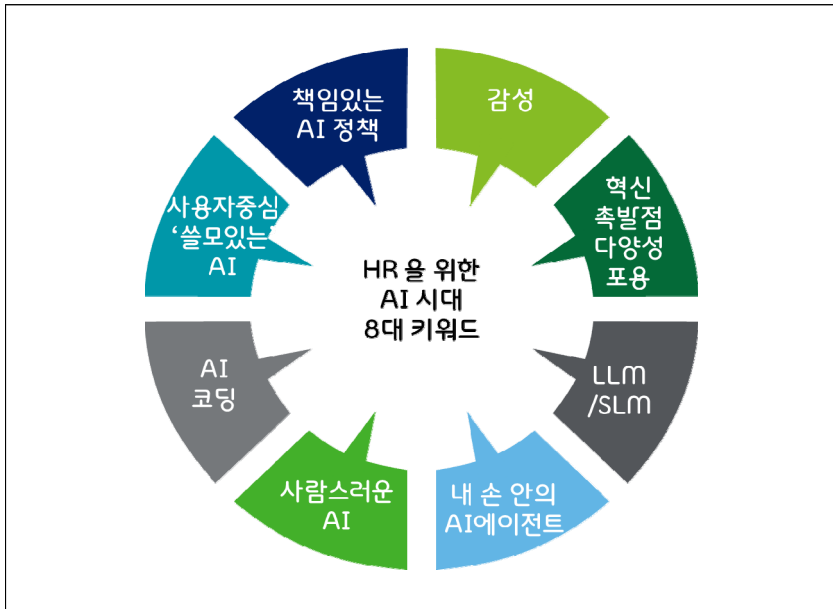 책임있는
AI 정책
감성
혁신
촉발점
다양성
포용
LLM
/SLM
내 손 안의
AI에이전트
사람스러운
AI
AI
코딩
사용자중심
‘쓸모있는’
AI
HR 을 위한
AI 시대
8대 키워드